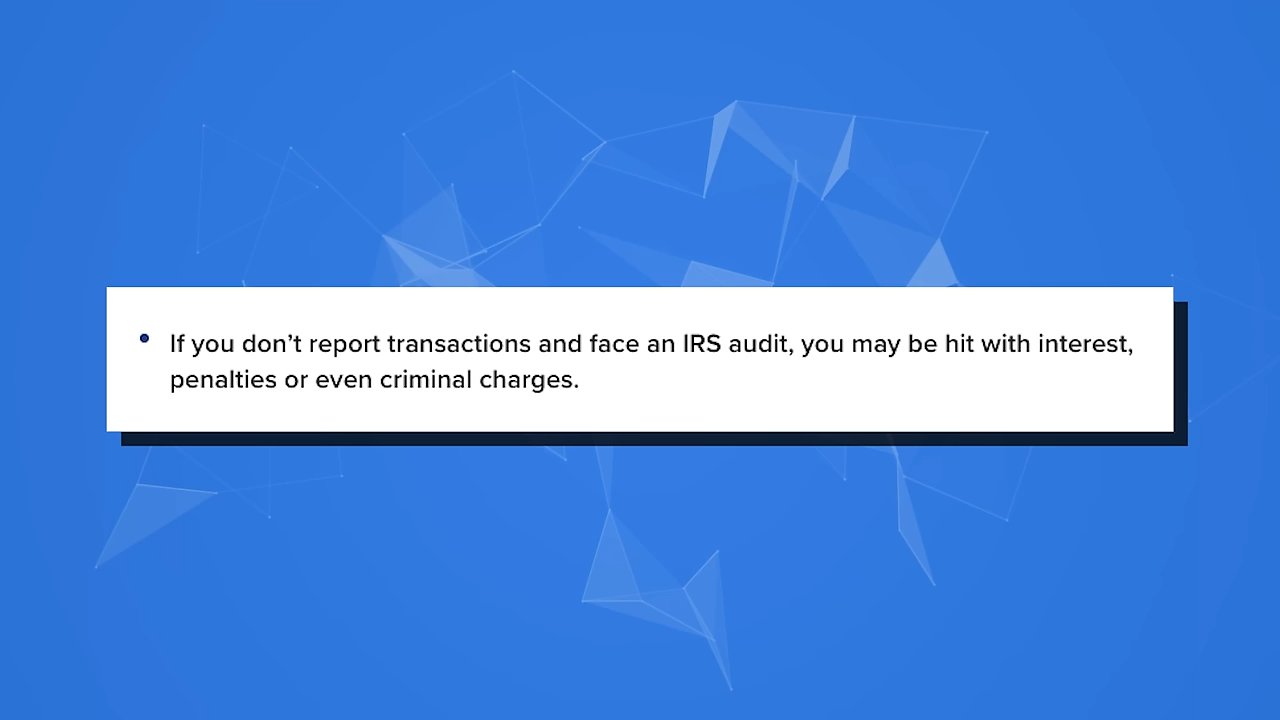 If you don’t report transactions and face an IRS audit, you may be hit with interest,
penalties or even criminal charges.